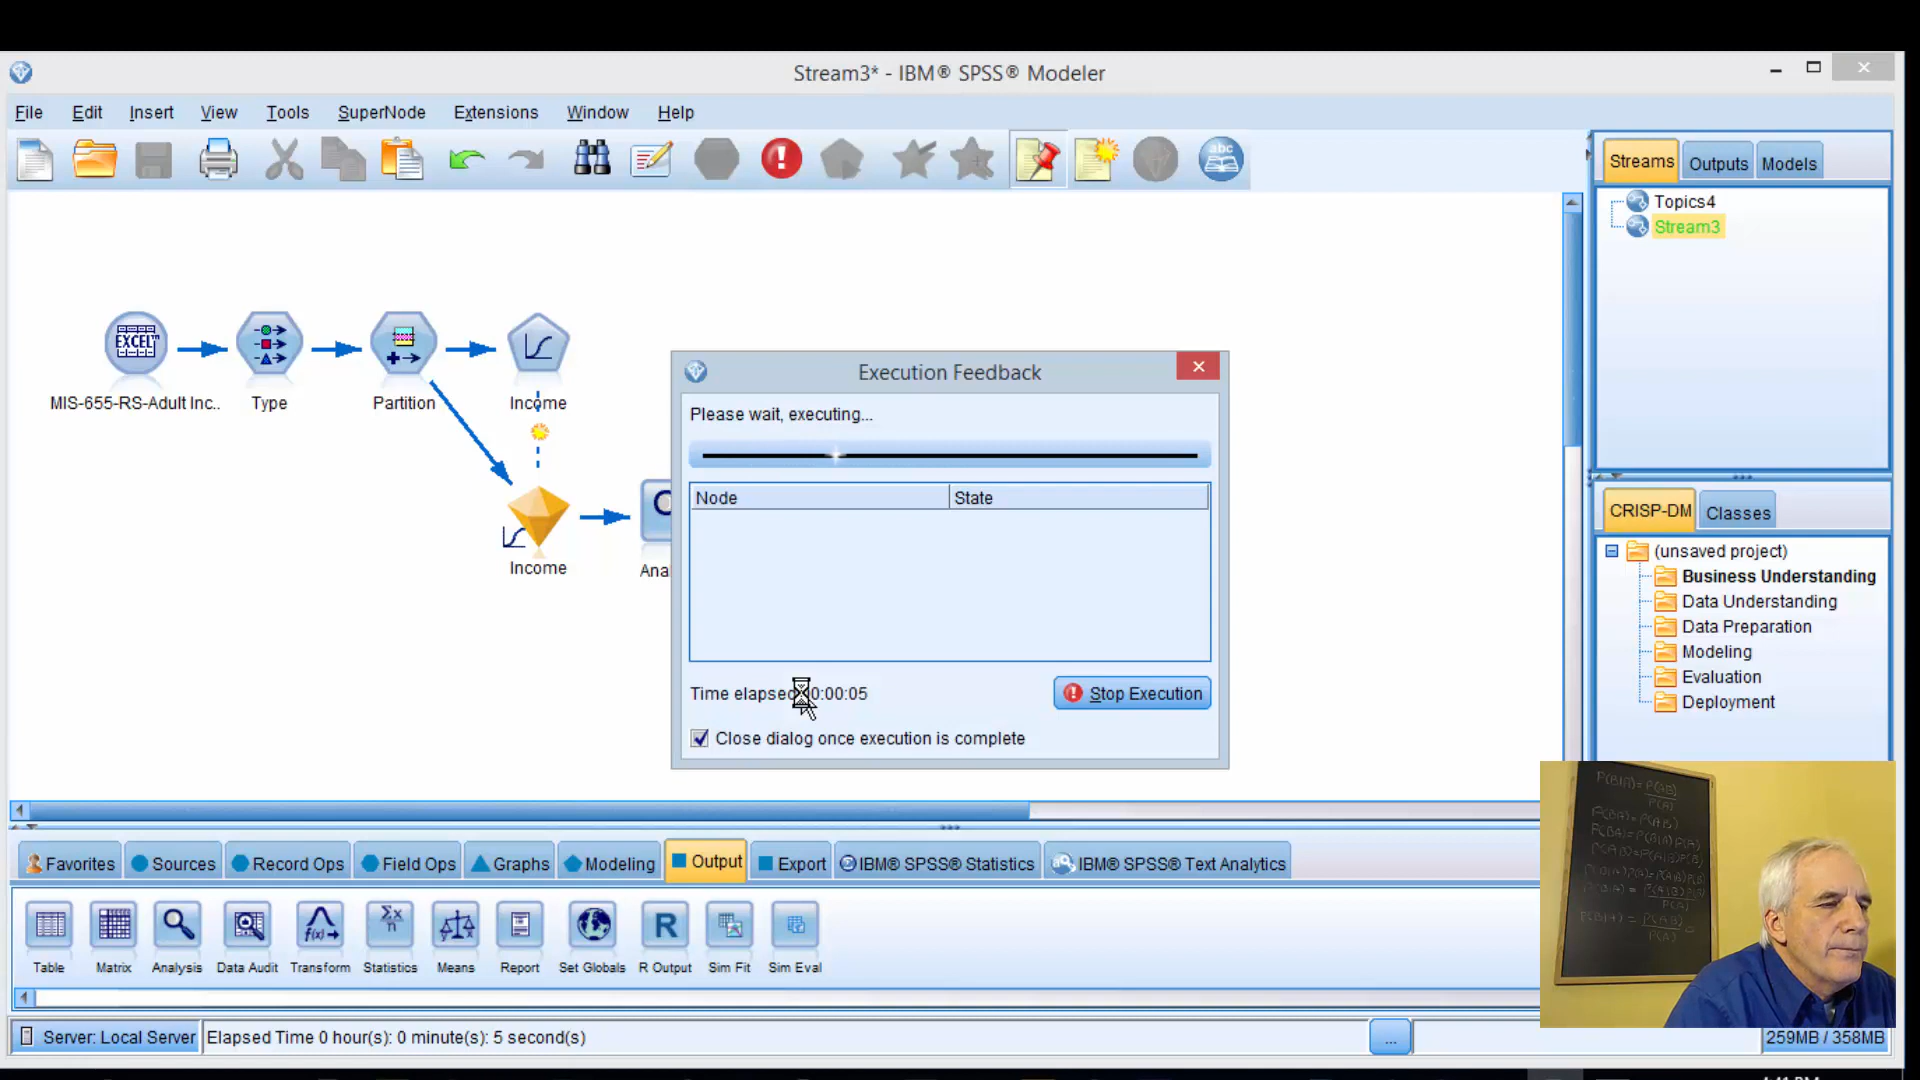 Stream3* - IBM® SPSS® Modeler
File Edit Insert View Tools SuperNode Extensions Window Help
abc
Streams Outputs Models
Topics4
Stream3
EXCEL™
MIS-655-RS-Adult Inc.. Type Partition Income
Income
Ana
Execution Feedback
Please wait, executing...
Node State
Time elapsed 0:00:05
Stop Execution
Close dialog once execution is complete
CRISP-DM Classes
(unsaved project)
Business Understanding
Data Understanding
Data Preparation
Modeling
Evaluation
Deployment
Favorites Sources Record Ops Field Ops Graphs Modeling Output Export IBM® SPSS® Statistics IBM® SPSS® Text Analytics
Table Matrix Analysis Data Audit Transform Statistics Means Report Set Globals R Output Sim Fit Sim Eval
Server: Local Server Elapsed Time 0 hour(s): 0 minute(s): 5 second(s) ... 259MB / 358MB